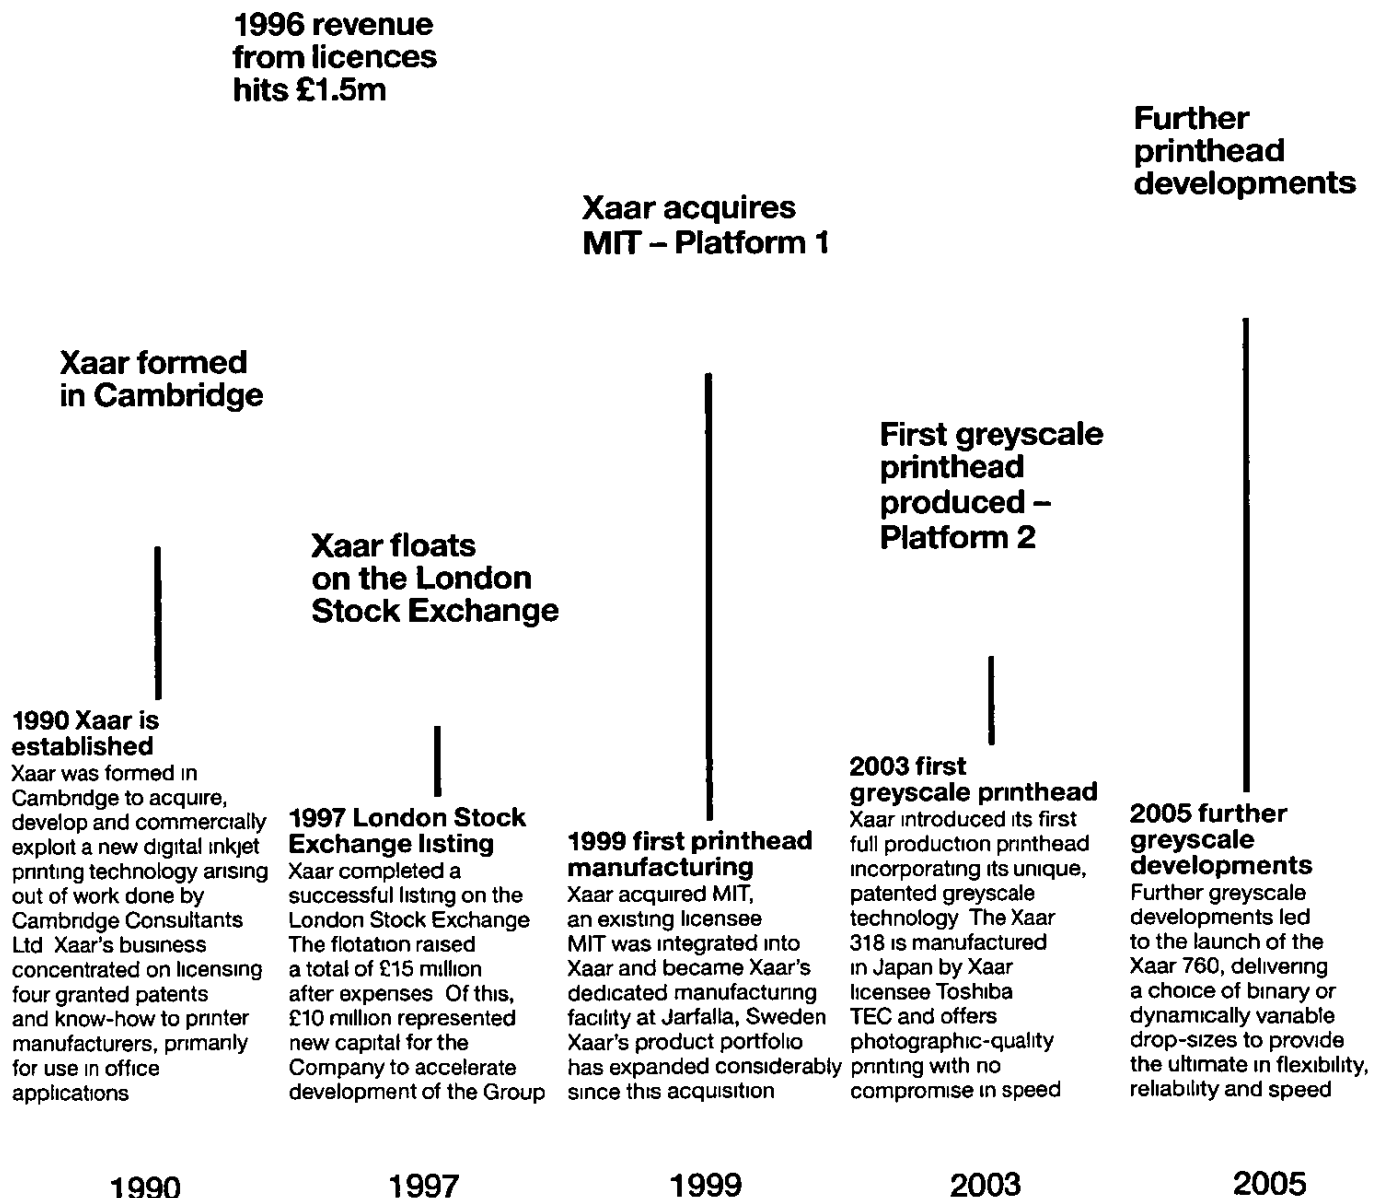 1996 revenue
from licences
hits £1.5m
Further
printhead
developments
Xaar acquires
MIT – Platform 1
Xaar formed
in Cambridge
First greyscale
printhead
produced –
Platform 2
Xaar floats
on the London
Stock Exchange
1990 Xaar is
established
Xaar was formed in
Cambridge to acquire,
develop and commercially
exploit a new digital inkjet
printing technology arising
out of work done by
Cambridge Consultants
Ltd Xaar's business
concentrated on licensing
four granted patents
and know-how to printer
manufacturers, primarily
for use in office
applications
1997 London Stock
Exchange listing
Xaar completed a
successful listing on the
London Stock Exchange
The flotation raised
a total of £15 million
after expenses Of this,
£10 million represented
new capital for the
Company to accelerate
development of the Group
1999 first printhead
manufacturing
Xaar acquired MIT,
an existing licensee
MIT was integrated into
Xaar and became Xaar's
dedicated manufacturing
facility at Jarfalla, Sweden
Xaar's product portfolio
has expanded considerably
since this acquisition
2003 first
greyscale printhead
Xaar introduced its first
full production printhead
incorporating its unique,
patented greyscale
technology The Xaar
318 is manufactured
in Japan by Xaar
licensee Toshiba
TEC and offers
photographic-quality
printing with no
compromise in speed
2005 further
greyscale
developments
Further greyscale
developments led
to the launch of the
Xaar 760, delivering
a choice of binary or
dynamically variable
drop-sizes to provide
the ultimate in flexibility,
reliability and speed
1990
1997
1999
2003
2005